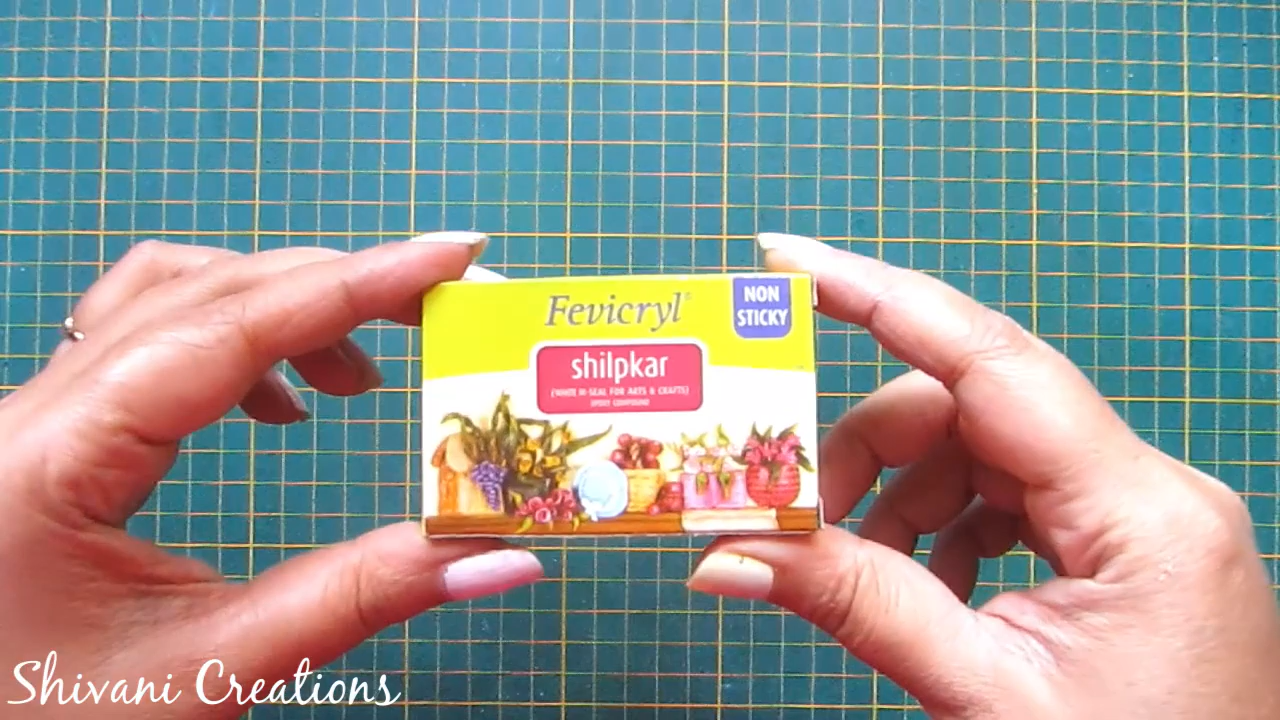 Fevicryl®
NON
STICKY
shilpkar
(WHITE M-SEAL FOR ARTS & CRAFTS)
EPOXY COMPOUND
Shivani Creations